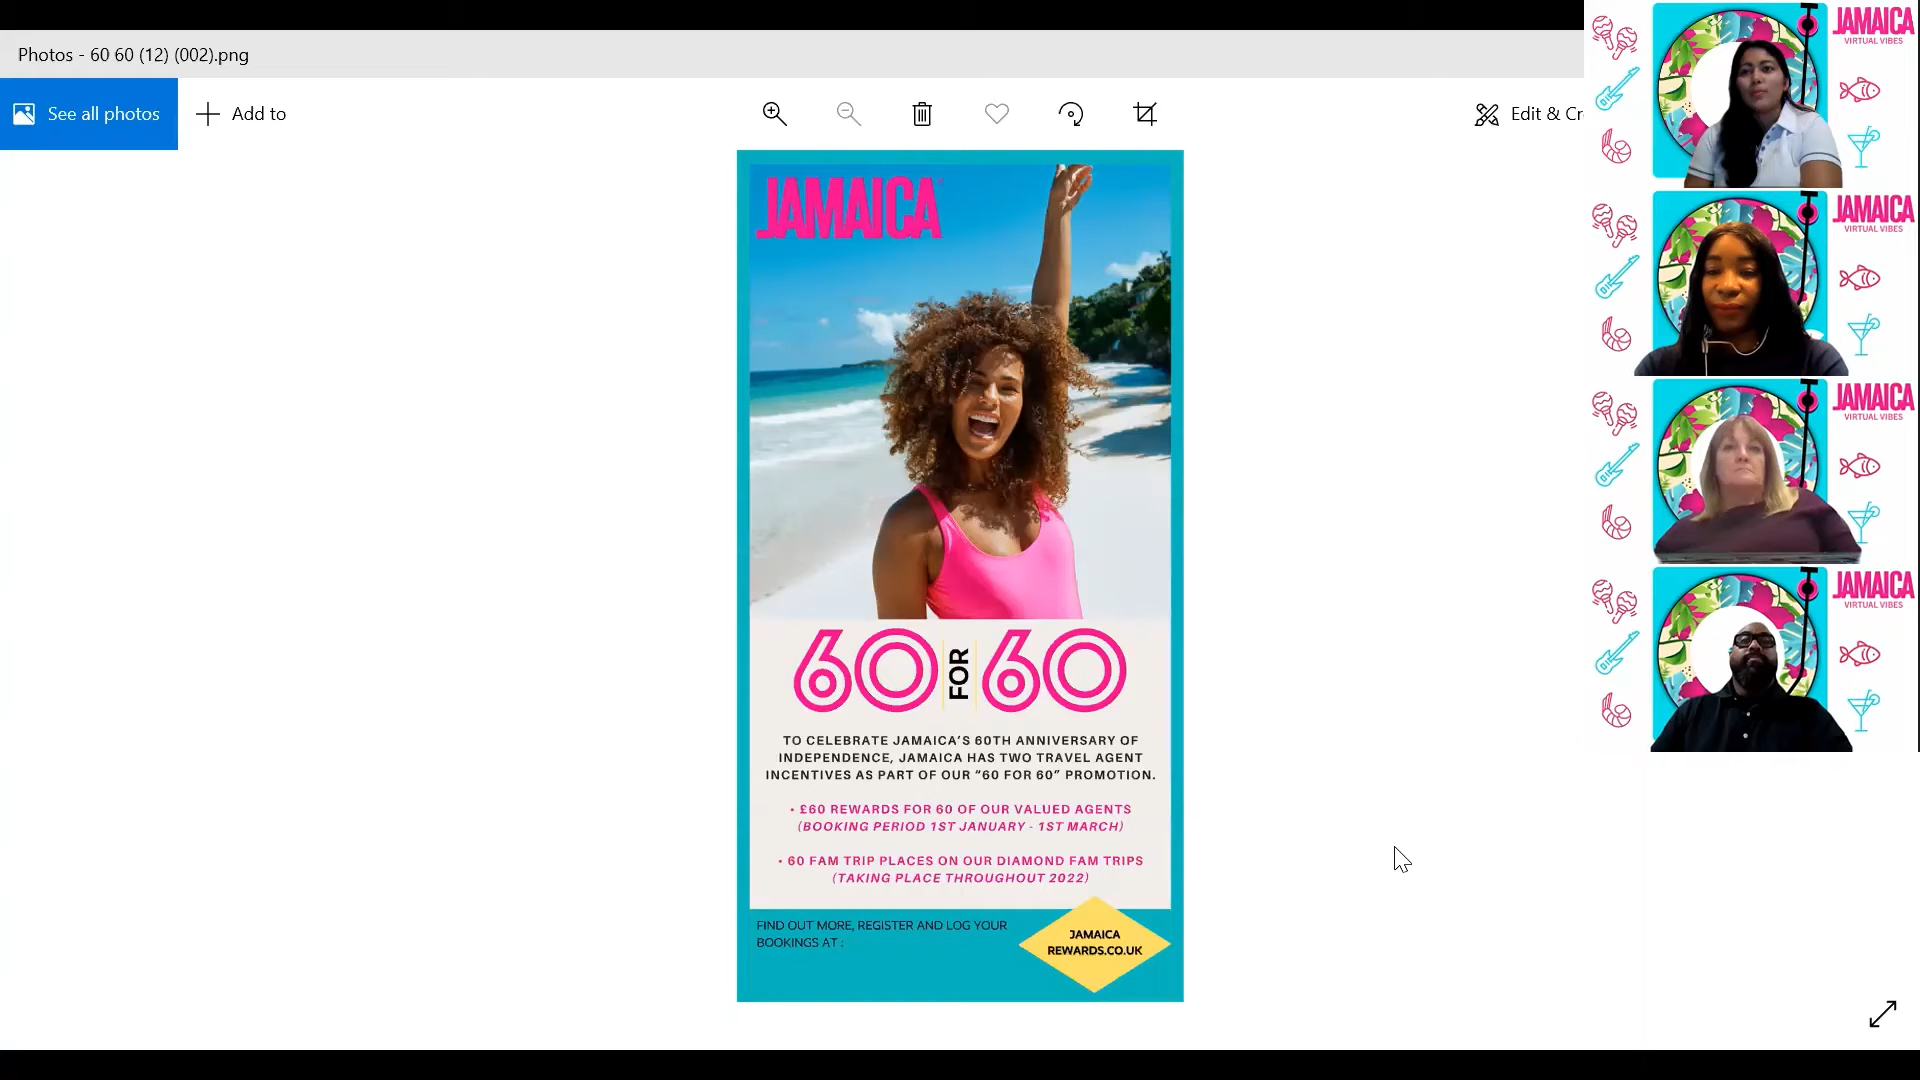 Photos - 60 60 (12) (002).png
See all photos
Add to
Edit & Cr
JAMAICA
60 FOR 60
TO CELEBRATE JAMAICA'S 60TH ANNIVERSARY OF
INDEPENDENCE, JAMAICA HAS TWO TRAVEL AGENT
INCENTIVES AS PART OF OUR "60 FOR 60" PROMOTION.
• £60 REWARDS FOR 60 OF OUR VALUED AGENTS
(BOOKING PERIOD 1ST JANUARY - 1ST MARCH)
• 60 FAM TRIP PLACES ON OUR DIAMOND FAM TRIPS
(TAKING PLACE THROUGHOUT 2022)
FIND OUT MORE, REGISTER AND LOG YOUR
BOOKINGS AT :
JAMAICA
REWARDS.CO.UK
JAMAICA
VIRTUAL VIBES
JAMAICA
VIRTUAL VIBES
JAMAICA
VIRTUAL VIBES
JAMAICA
VIRTUAL VIBES